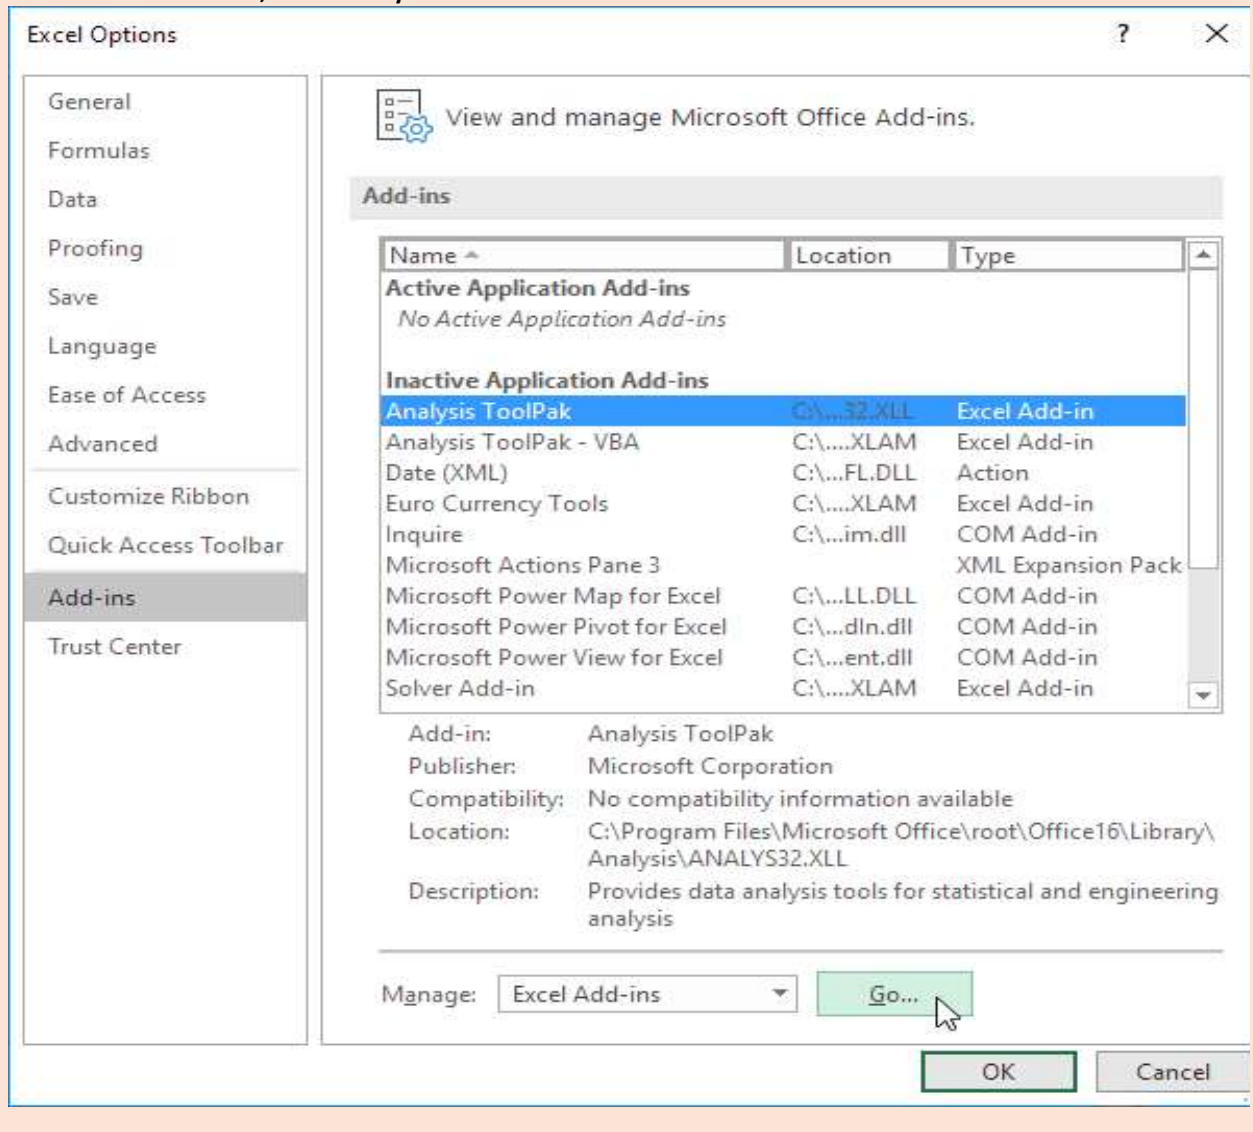 Excel Options ?
General
Formulas
Data
Proofing
Save
Language
Ease of Access
Advanced
Customize Ribbon
Quick Access Toolbar
Add-ins
Trust Center
View and manage Microsoft Office Add-ins.
Add-ins
Name Location Type
Active Application Add-ins
No Active Application Add-ins
Inactive Application Add-ins
Analysis ToolPak C:\...32.XLL Excel Add-in
Analysis ToolPak - VBA C:\....XLAM Excel Add-in
Date (XML) C:\...FL.DLL Action
Euro Currency Tools C:\....XLAM Excel Add-in
Inquire C:\...im.dll COM Add-in
Microsoft Actions Pane 3 XML Expansion Pack
Microsoft Power Map for Excel C:\...LL.DLL COM Add-in
Microsoft Power Pivot for Excel C:\...dln.dll COM Add-in
Microsoft Power View for Excel C:\...ent.dll COM Add-in
Solver Add-in C:\....XLAM Excel Add-in
Add-in: Analysis ToolPak
Publisher: Microsoft Corporation
Compatibility: No compatibility information available
Location: C:\Program Files\Microsoft Office\root\Office16\Library\
Analysis\ANALYS32.XLL
Description: Provides data analysis tools for statistical and engineering
analysis
Manage: Excel Add-ins Go...
OK Cancel